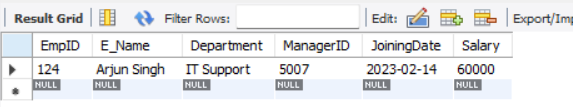 Result Grid Filter Rows: Edit: Export/Imp
EmpID E_Name Department ManagerID JoiningDate Salary
124 Arjun Singh IT Support 5007 2023-02-14 60000
NULL NULL NULL NULL NULL NULL